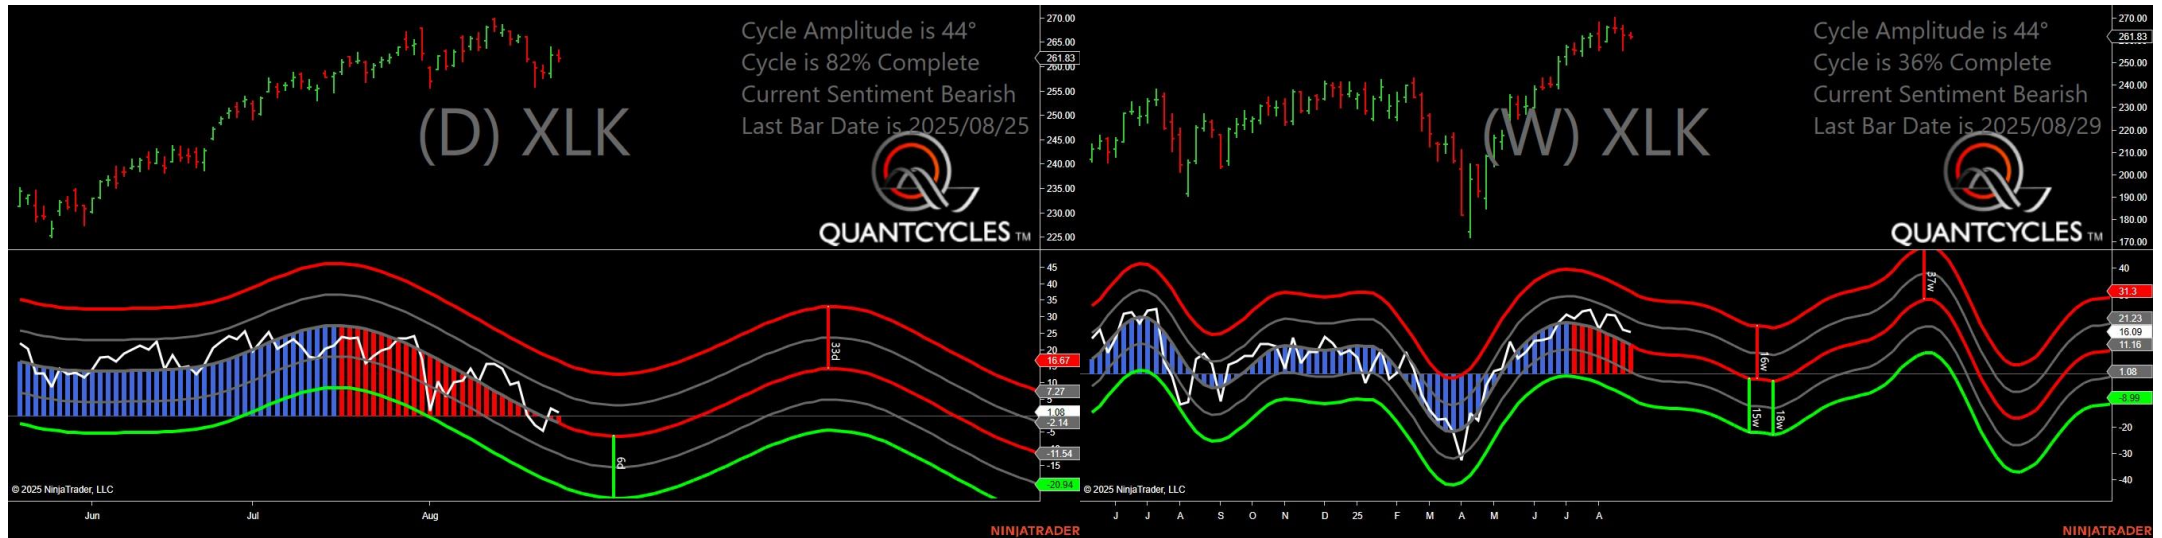 Cycle Amplitude is 44°
Cycle is 82% Complete
Current Sentiment Bearish
Last Bar Date is 2025/08/25
(D) XLK
QUANTCYCLES TM
270.00
265.00
261.83
260.00
255.00
250.00
245.00
240.00
235.00
230.00
225.00
45
40
35
30
25
20
16.67
10
7.27
5
1.08
-2.14
-5
-11.54
-15
-20.94
33d
6d
© 2025 NinjaTrader, LLC
Jun Jul Aug
NINJATRADER
Cycle Amplitude is 44°
Cycle is 36% Complete
Current Sentiment Bearish
Last Bar Date is 2025/08/29
(W) XLK
QUANTCYCLES TM
270.00
261.83
250.00
240.00
230.00
220.00
210.00
200.00
190.00
180.00
170.00
40
31.3
21.23
16.09
11.16
1.08
-8.99
-20
-30
-40
37w
16w
15w
18w
© 2025 NinjaTrader, LLC
J J A S O N D 25 F M A M J J A
NINJATRADER